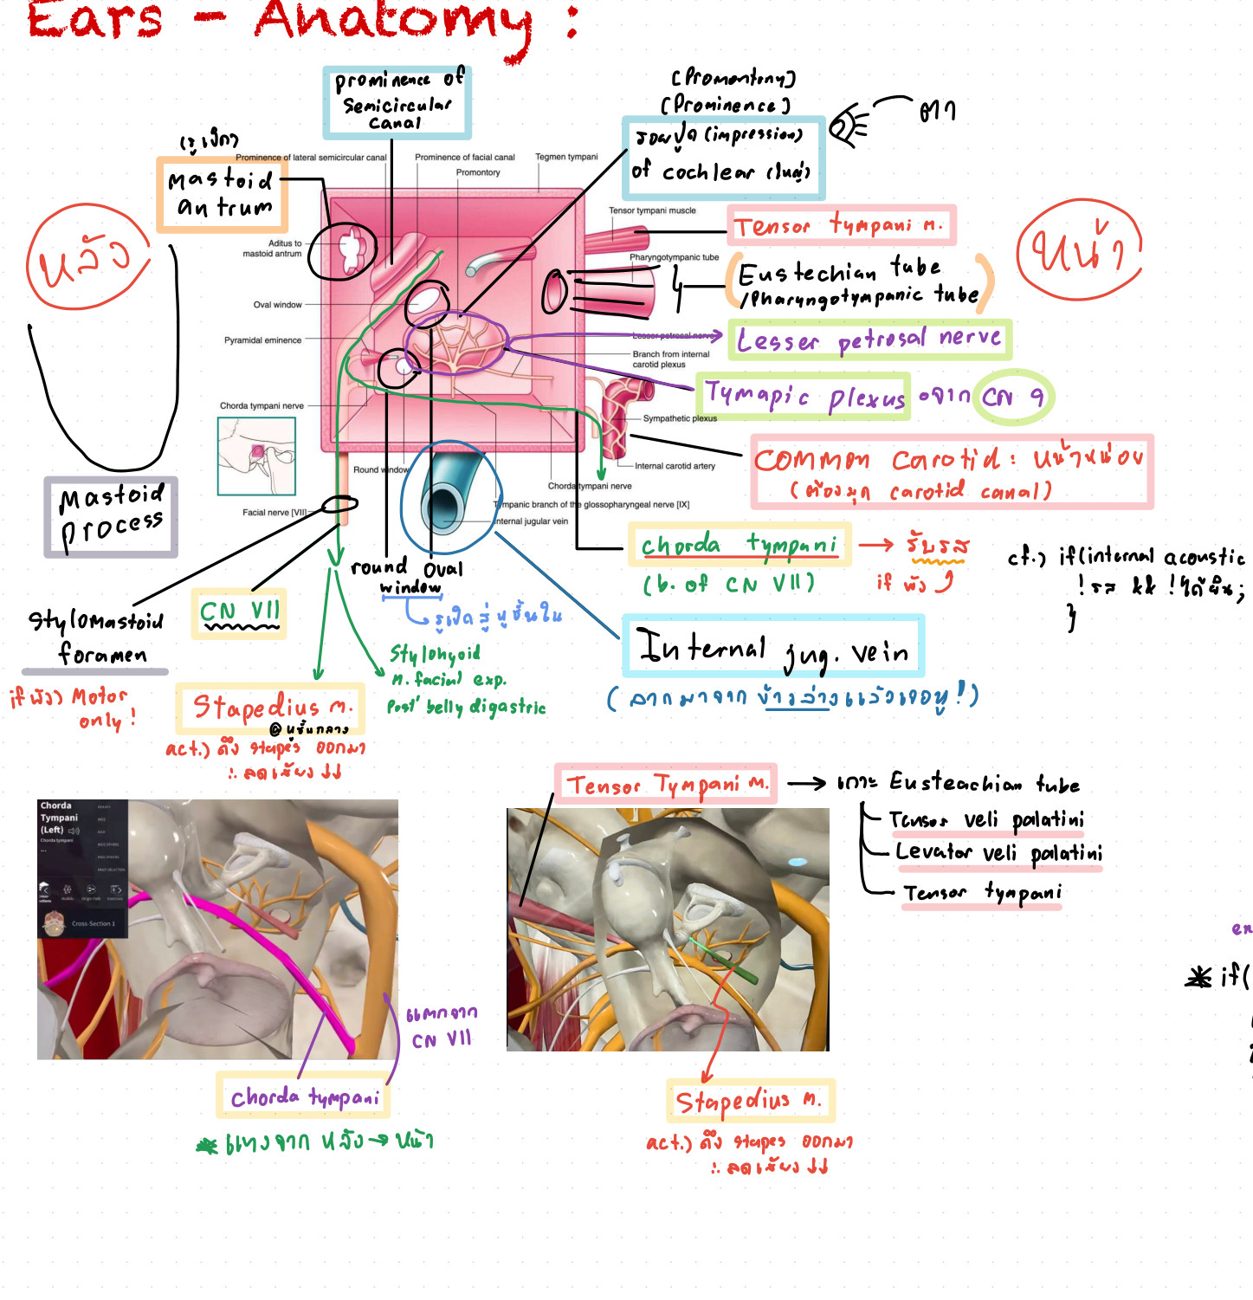 Ears - Anatomy :
prominence of
semicircular
canal
[Promontory]
[Prominence]
รอยปูด (impression)
of cochlear (ใหญ่)
ตา
(รูเปิด)
Mastoid
antrum
หลัง
หน้า
Prominence of lateral semicircular canal
Prominence of facial canal
Tegmen tympani
Promontory
Aditus to
mastoid antrum
Oval window
Pyramidal eminence
Chorda tympani nerve
Facial nerve [VII]
Round window
Tensor tympani muscle
Pharyngotympanic tube
Lesser petrosal nerve
Branch from internal
carotid plexus
Sympathetic plexus
Internal carotid artery
Chorda tympani nerve
Tympanic branch of the glossopharyngeal nerve [IX]
Internal jugular vein
Tensor tympani m.
Eustechian tube
/Pharyngotympanic tube
Lesser petrosal nerve
Tymapic plexus จาก CN 9
Common carotid : หน้าหน่อย
(ต้องมุด carotid canal)
chorda tympani → รับรส
(b. of CN VII) if พัง
cf.) if(internal acoustic
!รส && !ได้ยิน;
}
Internal jug. vein
(ลากมาจากข้างล่างแล้วเจอหู!)
Mastoid
process
Stylomastoid
foramen
if พัง) Motor
only!
CN VII
round oval
window
รูเปิดสู่หูชั้นใน
Stylohyoid
m. facial exp.
Post' belly digastric
Stapedius m.
@หูชั้นกลาง
act.) ดึง stapes ออกมา
∴ ลดเสียง ↓↓
Tensor Tympani m. → เกาะ Eusteachian tube
Tensor veli palatini
Levator veli palatini
Tensor tympani
Chorda
Tympani
(Left)
Chorda tympani
Cross-Section 1
แตกจาก
CN VII
chorda tympani
* แทงจาก หลัง → หน้า
Stapedius m.
act.) ดึง stapes ออกมา
∴ ลดเสียง ↓↓
* if(